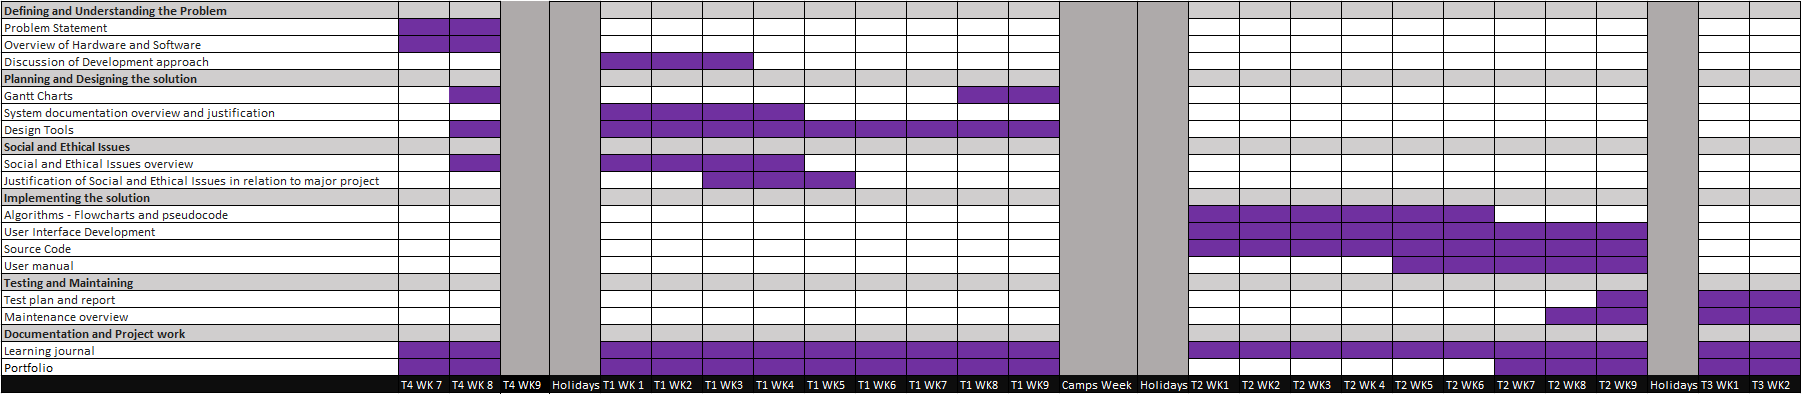 Defining and Understanding the Problem
Problem Statement
Overview of Hardware and Software
Discussion of Development approach
Planning and Designing the solution
Gantt Charts
System documentation overview and justification
Design Tools
Social and Ethical Issues
Social and Ethical Issues overview
Justification of Social and Ethical Issues in relation to major project
Implementing the solution
Algorithms - Flowcharts and pseudocode
User Interface Development
Source Code
User manual
Testing and Maintaining
Test plan and report
Maintenance overview
Documentation and Project work
Learning journal
Portfolio
T4 WK 7 T4 WK 8 T4 WK9 Holidays T1 WK 1 T1 WK2 T1 WK3 T1 WK4 T1 WK5 T1 WK6 T1 WK7 T1 WK8 T1 WK9 Camps Week Holidays T2 WK1 T2 WK2 T2 WK3 T2 WK 4 T2 WK5 T2 WK6 T2 WK7 T2 WK8 T2 WK9 Holidays T3 WK1 T3 WK2